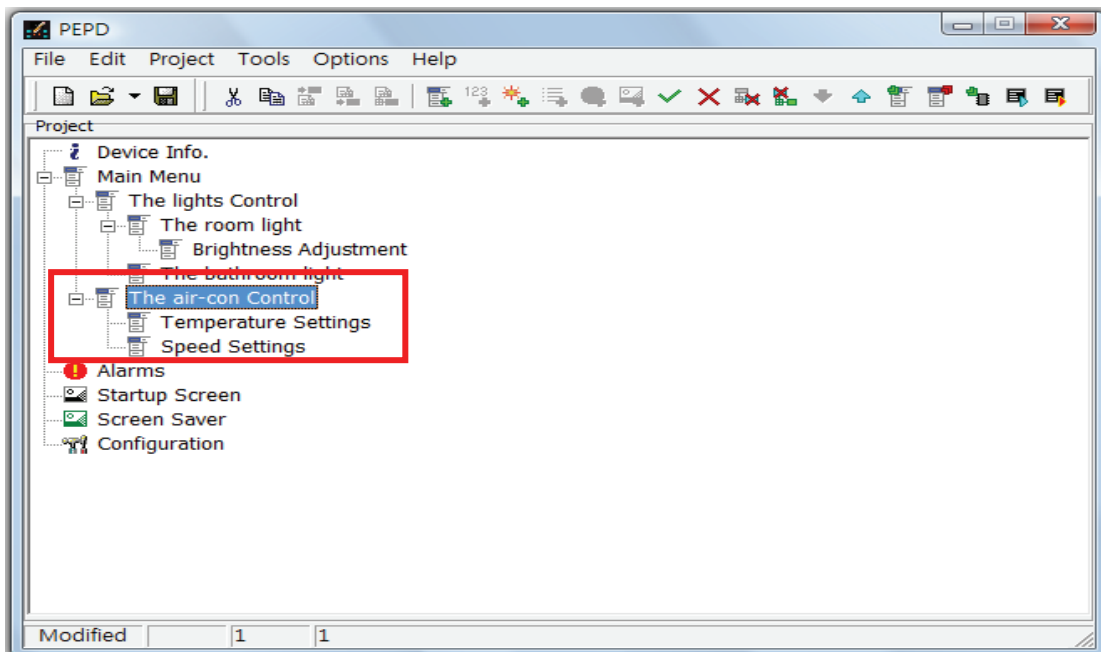 PEPD
File Edit Project Tools Options Help
123
Project
Device Info.
Main Menu
The lights Control
The room light
Brightness Adjustment
The bathroom light
The air-con Control
Temperature Settings
Speed Settings
Alarms
Startup Screen
Screen Saver
Configuration
Modified 1 1